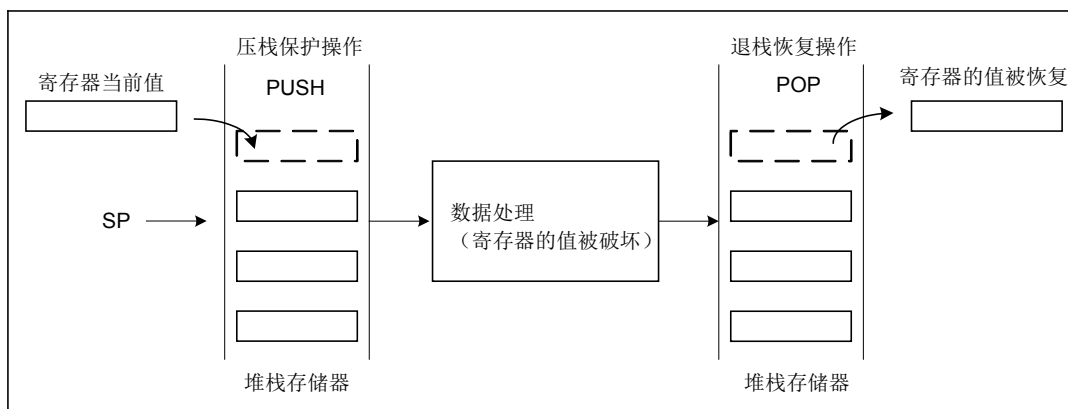 压栈保护操作
退栈恢复操作
寄存器当前值
PUSH
POP
寄存器的值被恢复
SP
数据处理
（寄存器的值被破坏）
堆栈存储器
堆栈存储器